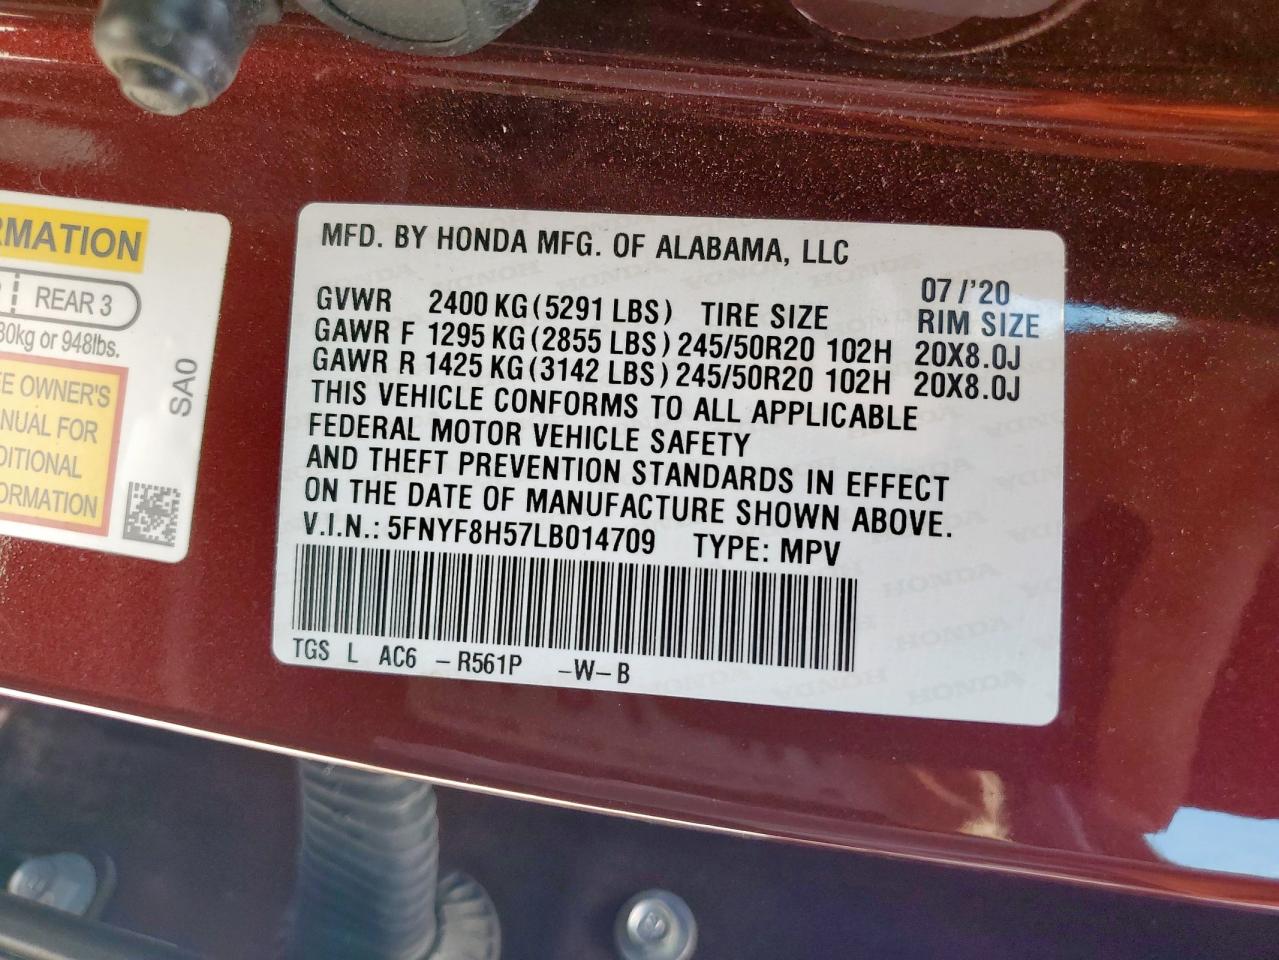 RMATION
REAR 3
30kg or 948lbs.
SA0
OWNER'S
NUAL FOR
DITIONAL
ORMATION
MFD. BY HONDA MFG. OF ALABAMA, LLC
07/'20
GVWR 2400 KG (5291 LBS) TIRE SIZE RIM SIZE
GAWR F 1295 KG (2855 LBS) 245/50R20 102H 20X8.0J
GAWR R 1425 KG (3142 LBS) 245/50R20 102H 20X8.0J
THIS VEHICLE CONFORMS TO ALL APPLICABLE
FEDERAL MOTOR VEHICLE SAFETY
AND THEFT PREVENTION STANDARDS IN EFFECT
ON THE DATE OF MANUFACTURE SHOWN ABOVE.
V.I.N.: 5FNYF8H57LB014709 TYPE: MPV
TGS L AC6 -R561P -W-B